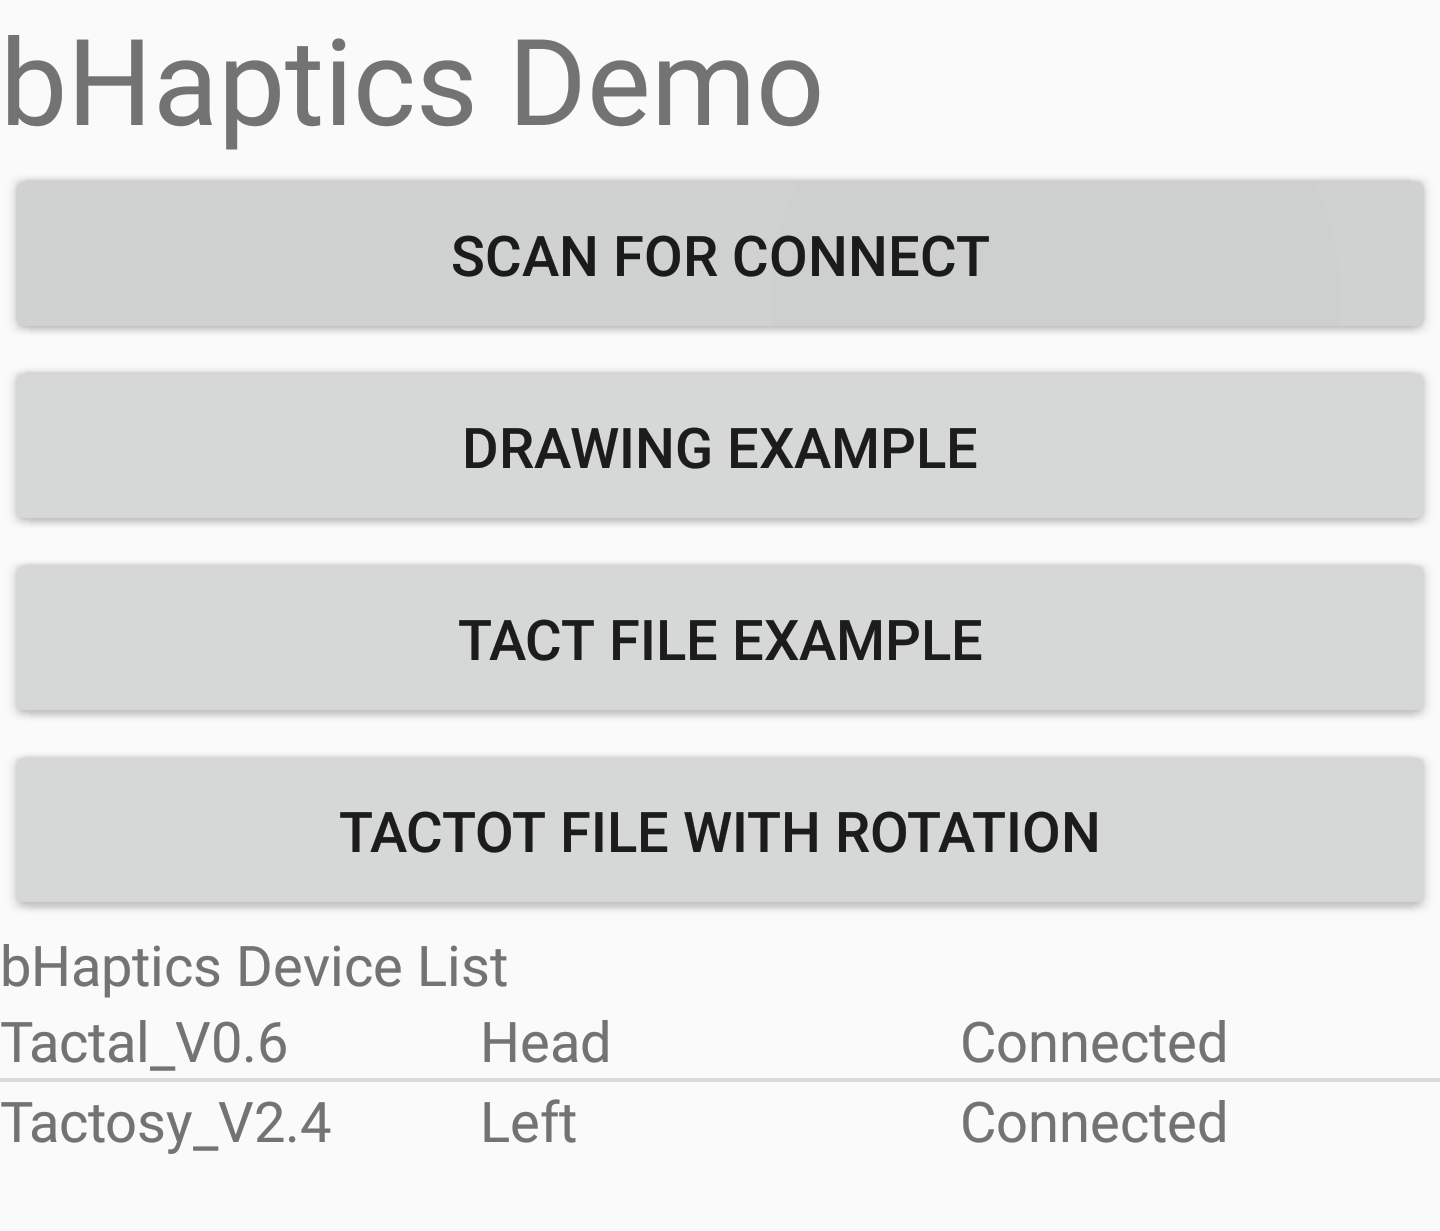 bHaptics Demo
SCAN FOR CONNECT
DRAWING EXAMPLE
TACT FILE EXAMPLE
TACTOT FILE WITH ROTATION
bHaptics Device List
Tactal_V0.6 Head Connected
Tactosy_V2.4 Left Connected